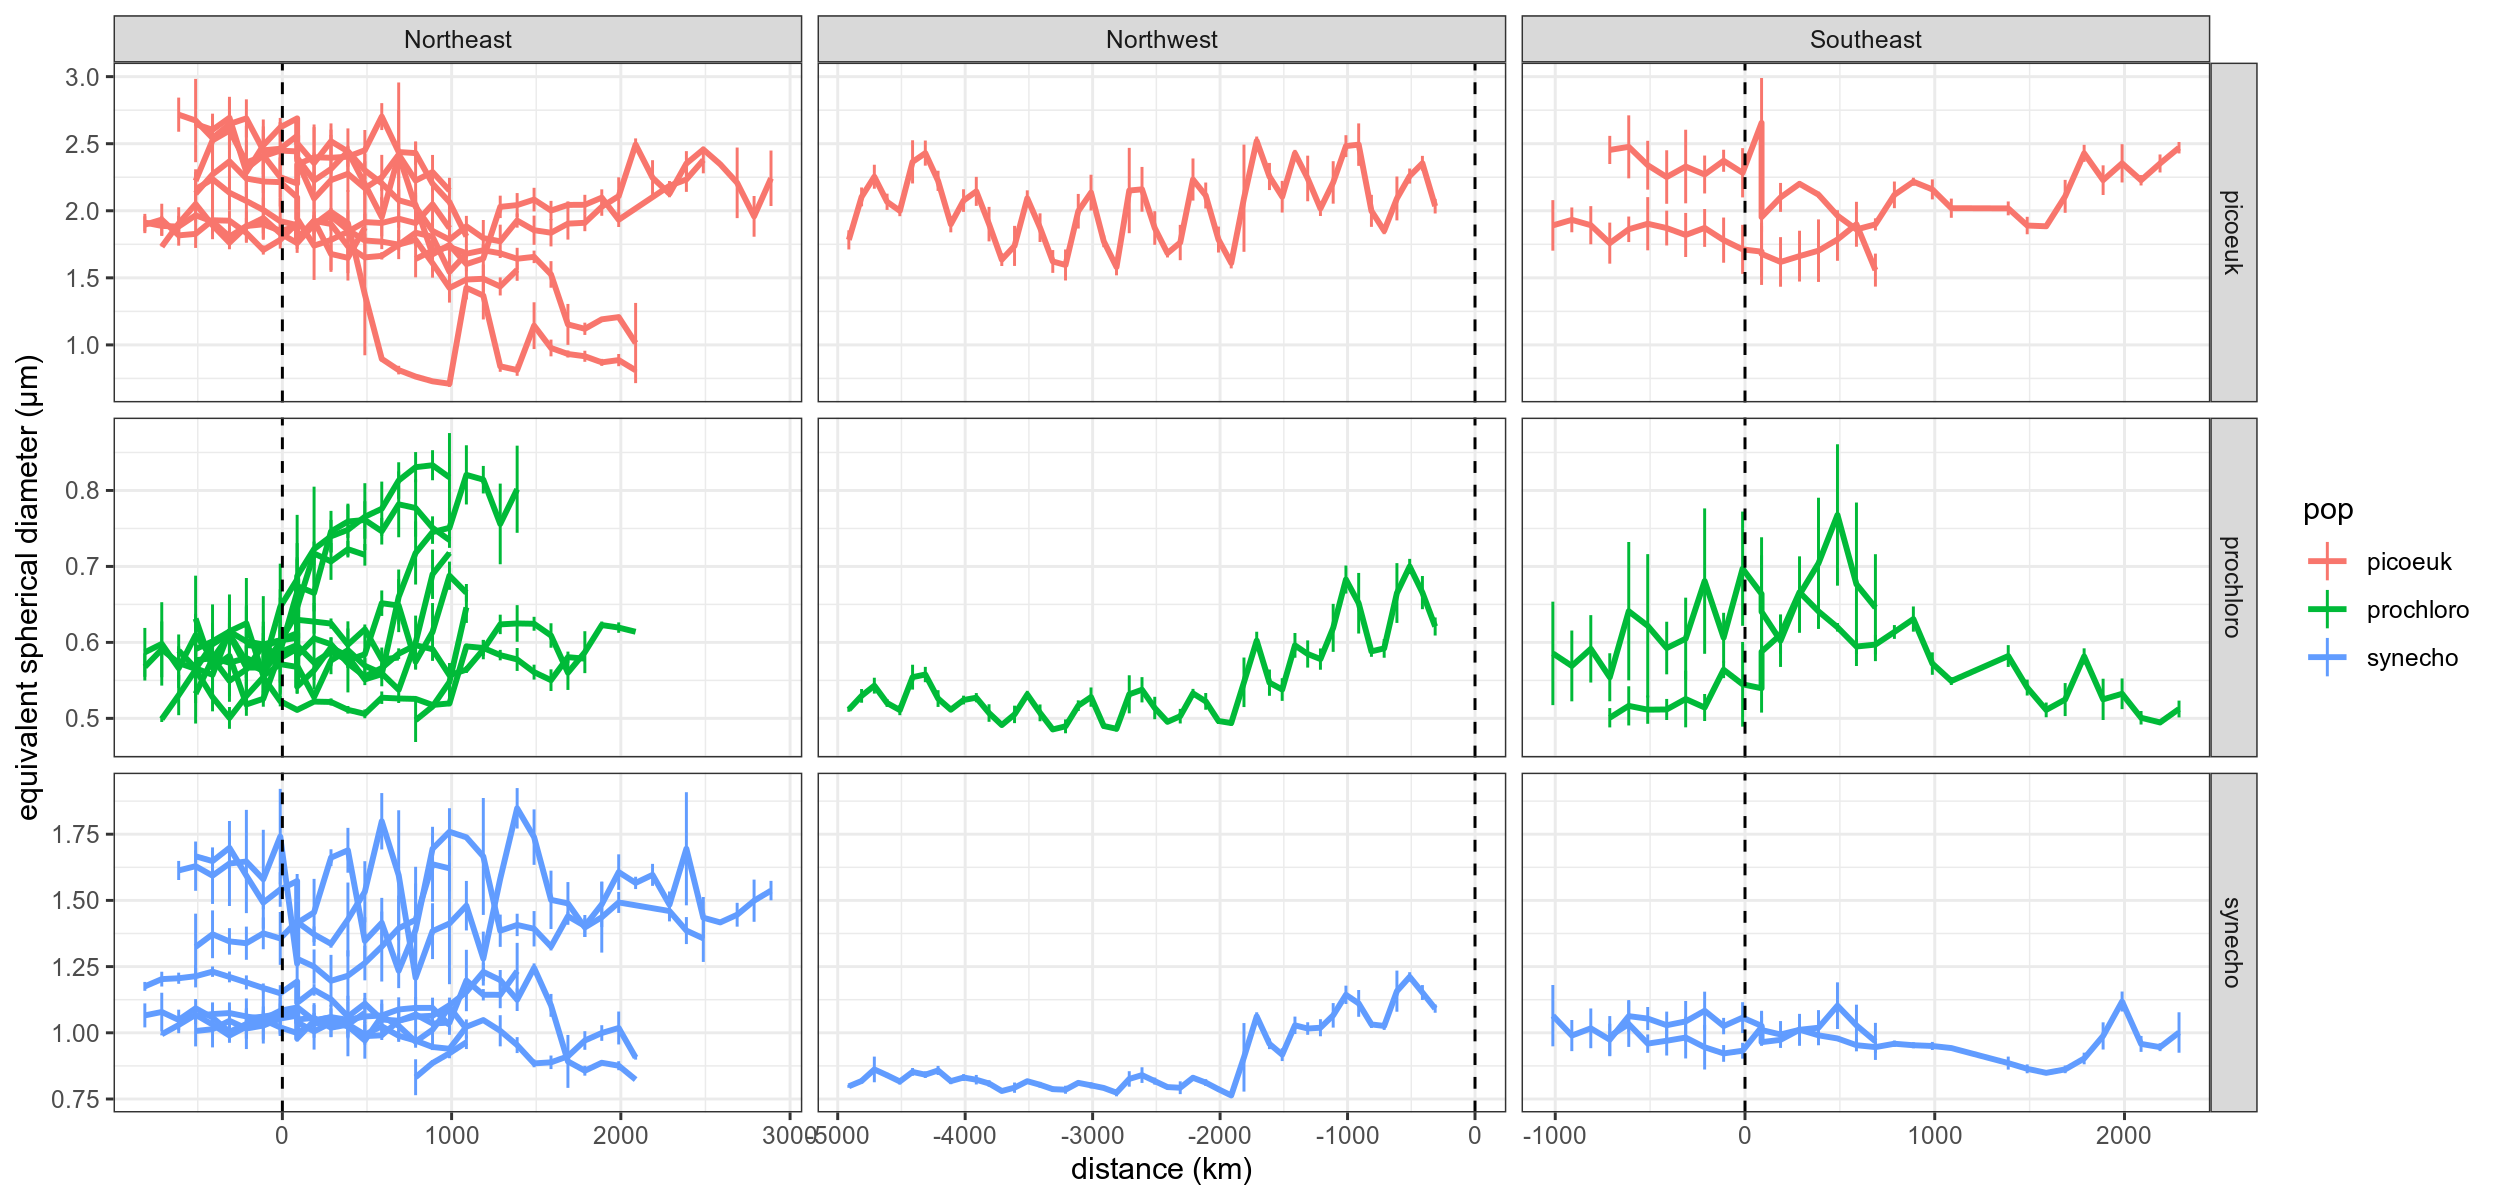 Northeast
Northwest
Southeast
3.0
2.5
2.0
1.5
1.0
picoeuk
0.8
0.7
0.6
0.5
prochloro
1.75
1.50
1.25
1.00
0.75
synecho
0
1000
2000
3000
-5000
-4000
-3000
-2000
-1000
0
-1000
0
1000
2000
distance (km)
equivalent spherical diameter (μm)
pop
picoeuk
prochloro
synecho